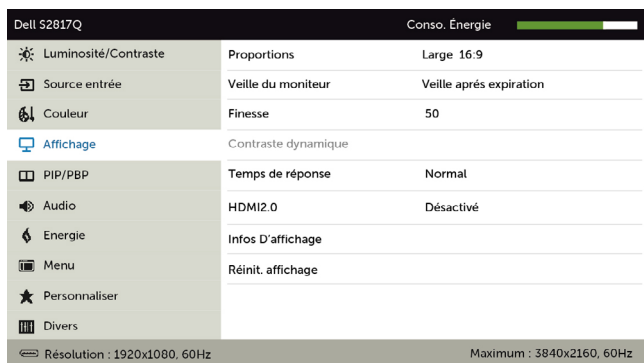 Dell S2817Q Conso. Énergie
Luminosité/Contraste
Source entrée
Couleur
Affichage
PIP/PBP
Audio
Energie
Menu
Personnaliser
Divers
Proportions Large 16:9
Veille du moniteur Veille aprés expiration
Finesse 50
Contraste dynamique
Temps de réponse Normal
HDMI2.0 Désactivé
Infos D'affichage
Réinit. affichage
Résolution : 1920x1080, 60Hz Maximum : 3840x2160, 60Hz